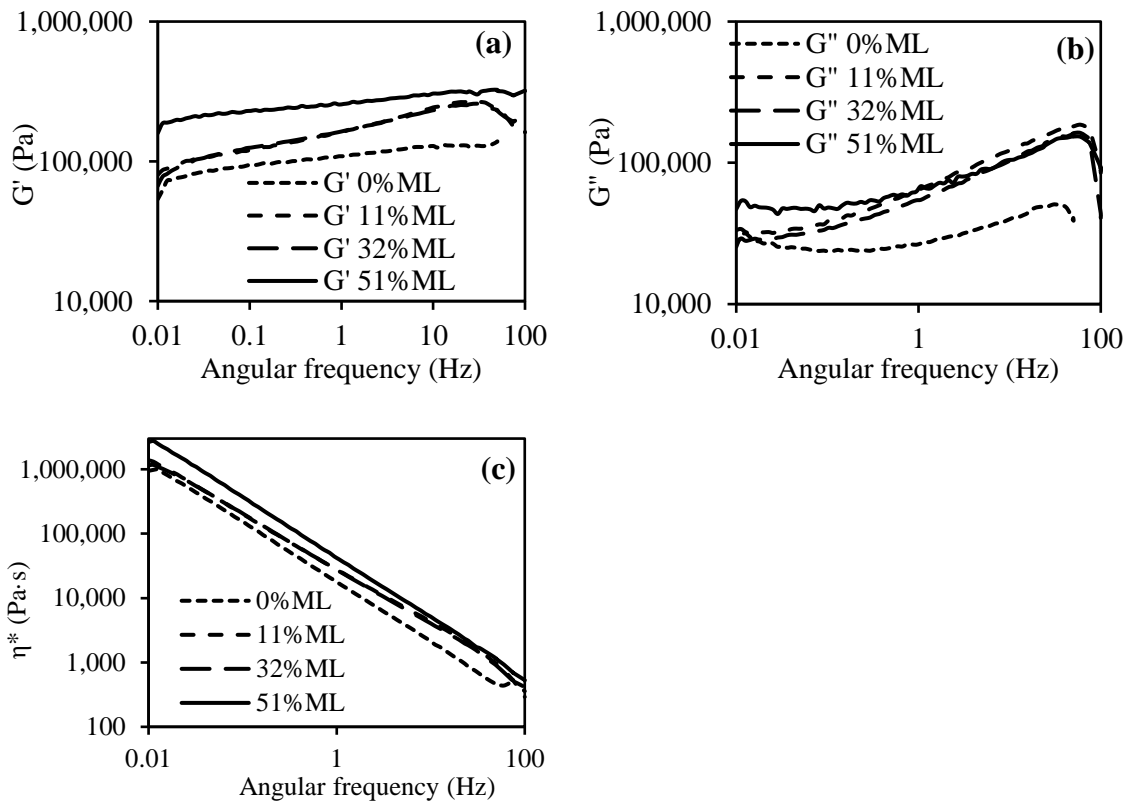 1,000,000
100,000
10,000
G' (Pa)
(a)
G' 0%ML
G' 11%ML
G' 32%ML
G' 51%ML
0.01 0.1 1 10 100
Angular frequency (Hz)
1,000,000
100,000
10,000
G" (Pa)
(b)
G" 0%ML
G" 11%ML
G" 32%ML
G" 51%ML
0.01 1 100
Angular frequency (Hz)
1,000,000
100,000
10,000
1,000
100
η* (Pa·s)
(c)
0%ML
11%ML
32%ML
51%ML
0.01 1 100
Angular frequency (Hz)